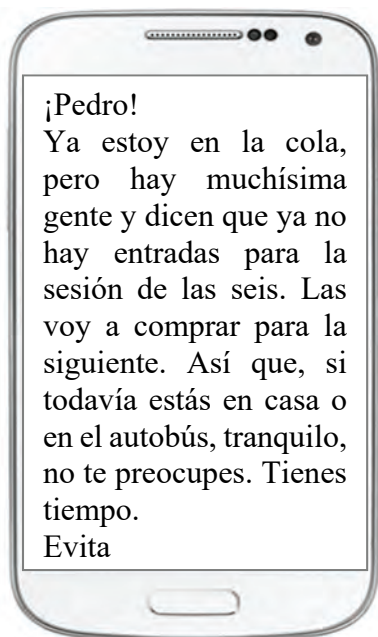 ¡Pedro!
Ya estoy en la cola,
pero hay muchísima
gente y dicen que ya no
hay entradas para la
sesión de las seis. Las
voy a comprar para la
siguiente. Así que, si
todavía estás en casa o
en el autobús, tranquilo,
no te preocupes. Tienes
tiempo.
Evita